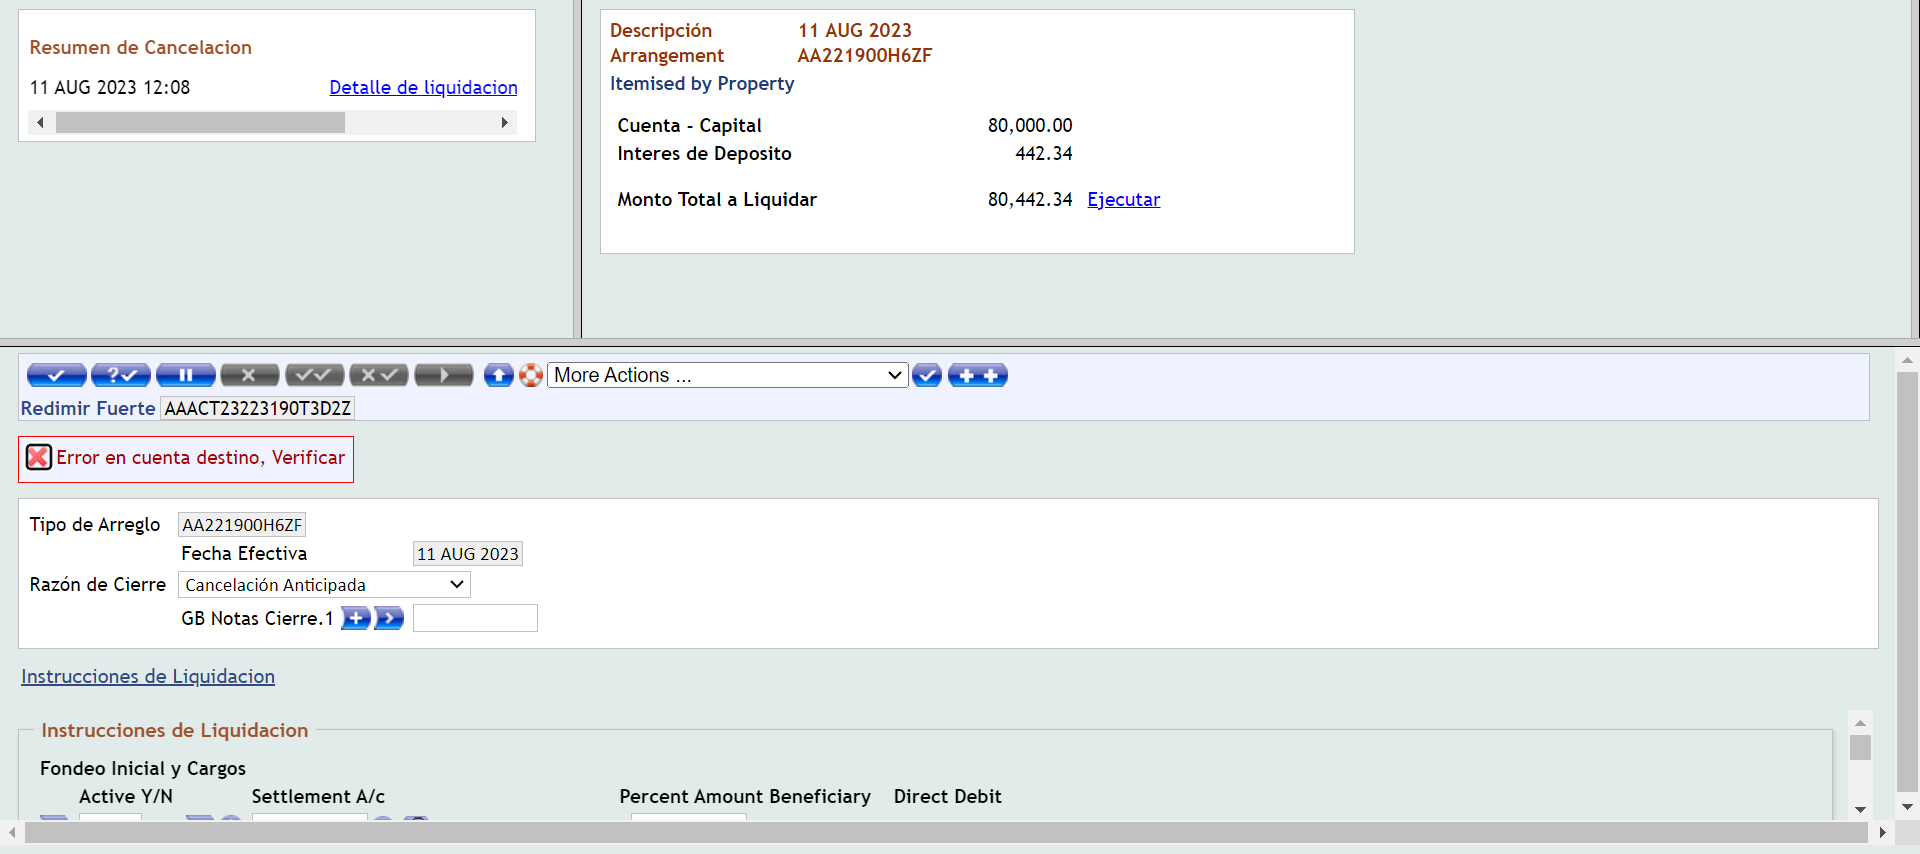 Resumen de Cancelacion
11 AUG 2023 12:08 Detalle de liquidacion
Descripción 11 AUG 2023
Arrangement AA221900H6ZF
Itemised by Property
Cuenta - Capital 80,000.00
Interes de Deposito 442.34
Monto Total a Liquidar 80,442.34 Ejecutar
More Actions ...
Redimir Fuerte AAACT23223190T3D2Z
Error en cuenta destino, Verificar
Tipo de Arreglo AA221900H6ZF
Fecha Efectiva 11 AUG 2023
Razón de Cierre Cancelación Anticipada
GB Notas Cierre.1
Instrucciones de Liquidacion
Instrucciones de Liquidacion
Fondeo Inicial y Cargos
Active Y/N Settlement A/c Percent Amount Beneficiary Direct Debit